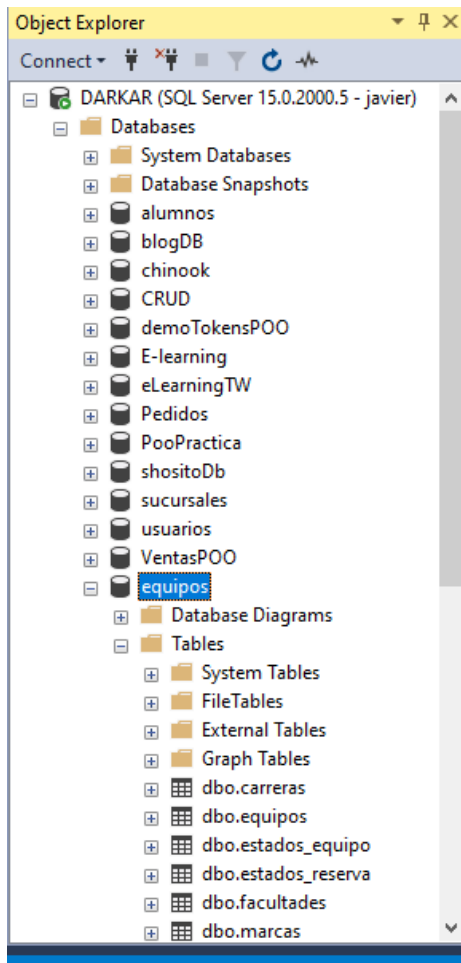 Object Explorer
Connect
DARKAR (SQL Server 15.0.2000.5 - javier)
Databases
System Databases
Database Snapshots
alumnos
blogDB
chinook
CRUD
demoTokensPOO
E-learning
eLearningTW
Pedidos
PooPractica
shositoDb
sucursales
usuarios
VentasPOO
equipos
Database Diagrams
Tables
System Tables
FileTables
External Tables
Graph Tables
dbo.carreras
dbo.equipos
dbo.estados_equipo
dbo.estados_reserva
dbo.facultades
dbo.marcas